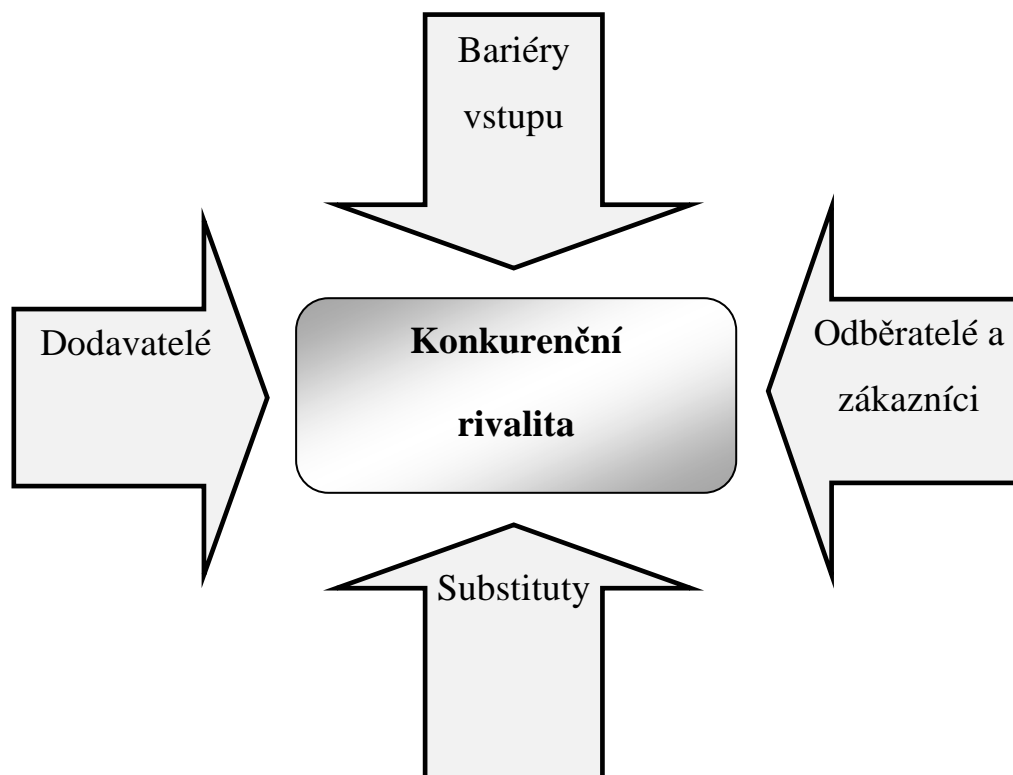 Bariéry
vstupu
Dodavatelé
Konkurenční
rivalita
Odběratelé a
zákazníci
Substituty